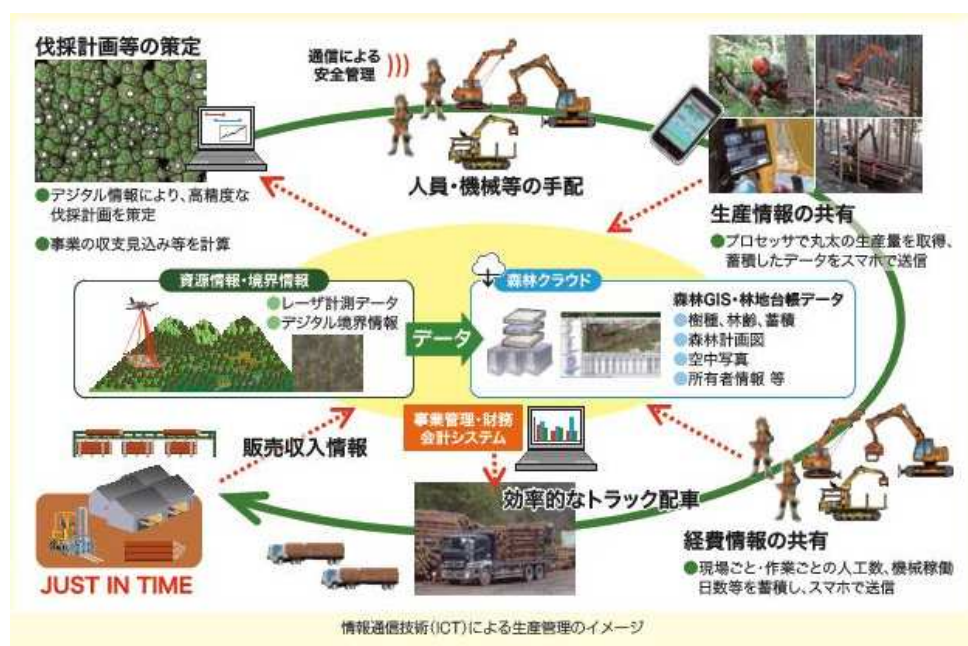 伐採計画等の策定
通信による
安全管理
●デジタル情報により、高精度な
伐採計画を策定
●事業の収支見込み等を計算
人員・機械等の手配
生産情報の共有
●プロセッサで丸太の生産量を取得、
蓄積したデータをスマホで送信
資源情報・境界情報
●レーザ計測データ
●デジタル境界情報
データ
森林クラウド
森林GIS・林地台帳データ
●樹種、林齢、蓄積
●森林計画図
●空中写真
●所有者情報 等
事業管理・財務
会計システム
販売収入情報
効率的なトラック配車
JUST IN TIME
経費情報の共有
●現場ごと・作業ごとの人工数、機械稼働
日数等を蓄積し、スマホで送信
情報通信技術(ICT)による生産管理のイメージ